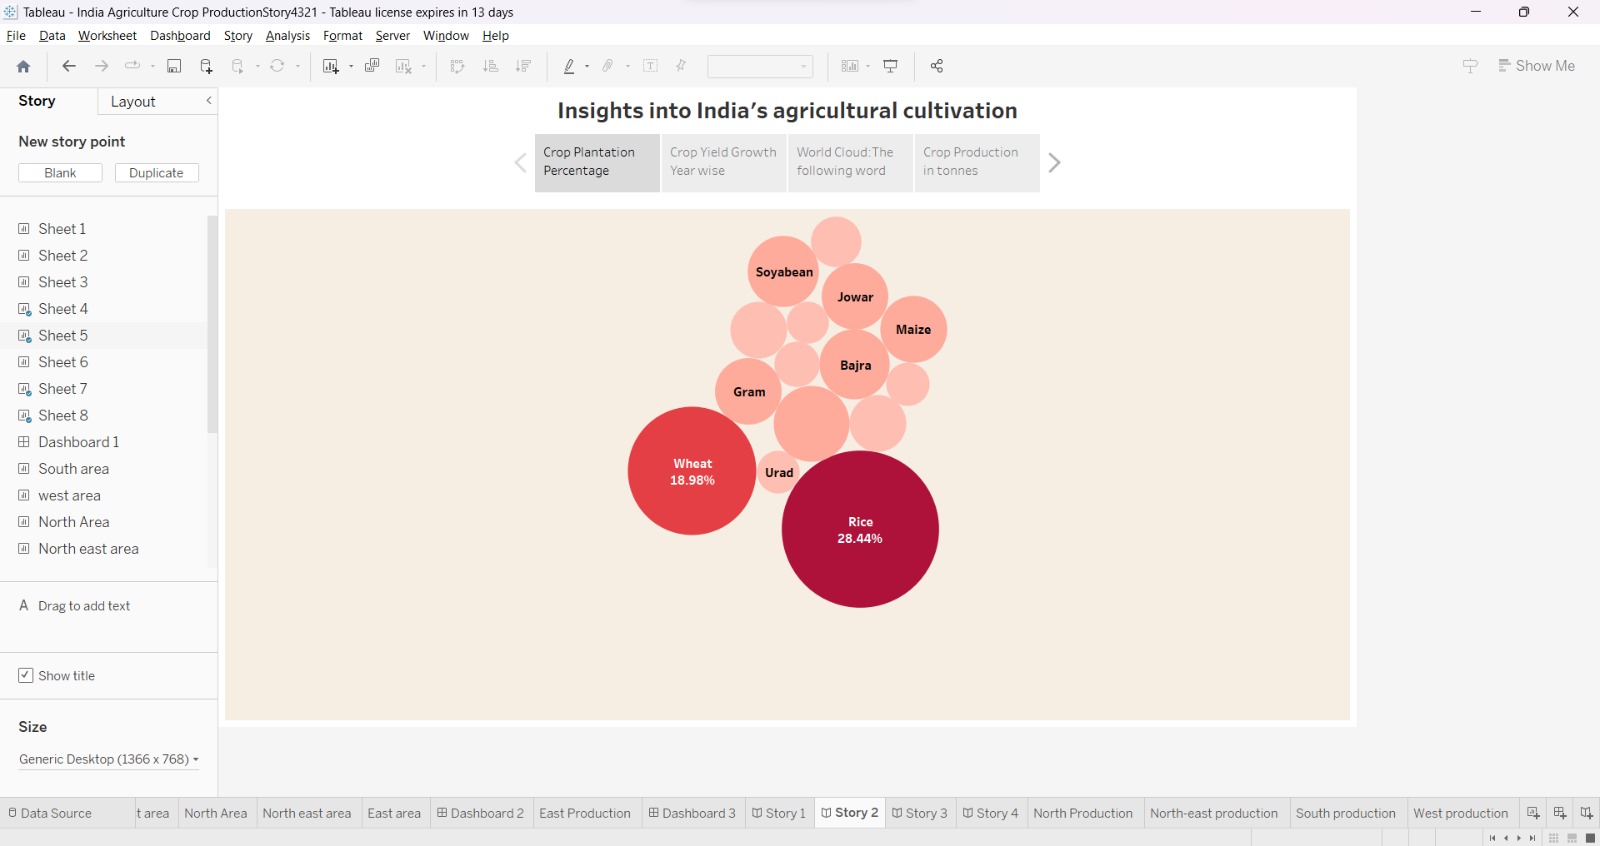 Tableau - India Agriculture Crop ProductionStory4321 - Tableau license expires in 13 days
File Data Worksheet Dashboard Story Analysis Format Server Window Help
Show Me
Story Layout
New story point
Blank Duplicate
Sheet 1
Sheet 2
Sheet 3
Sheet 4
Sheet 5
Sheet 6
Sheet 7
Sheet 8
Dashboard 1
South area
west area
North Area
North east area
A Drag to add text
Show title
Size
Generic Desktop (1366 x 768)
Insights into India's agricultural cultivation
Crop Plantation
Percentage
Crop Yield Growth
Year wise
World Cloud:The
following word
Crop Production
in tonnes
Soyabean
Jowar
Maize
Bajra
Gram
Wheat
18.98%
Urad
Rice
28.44%
Data Source t area North Area North east area East area Dashboard 2 East Production Dashboard 3 Story 1 Story 2 Story 3 Story 4 North Production North-east production South production West production